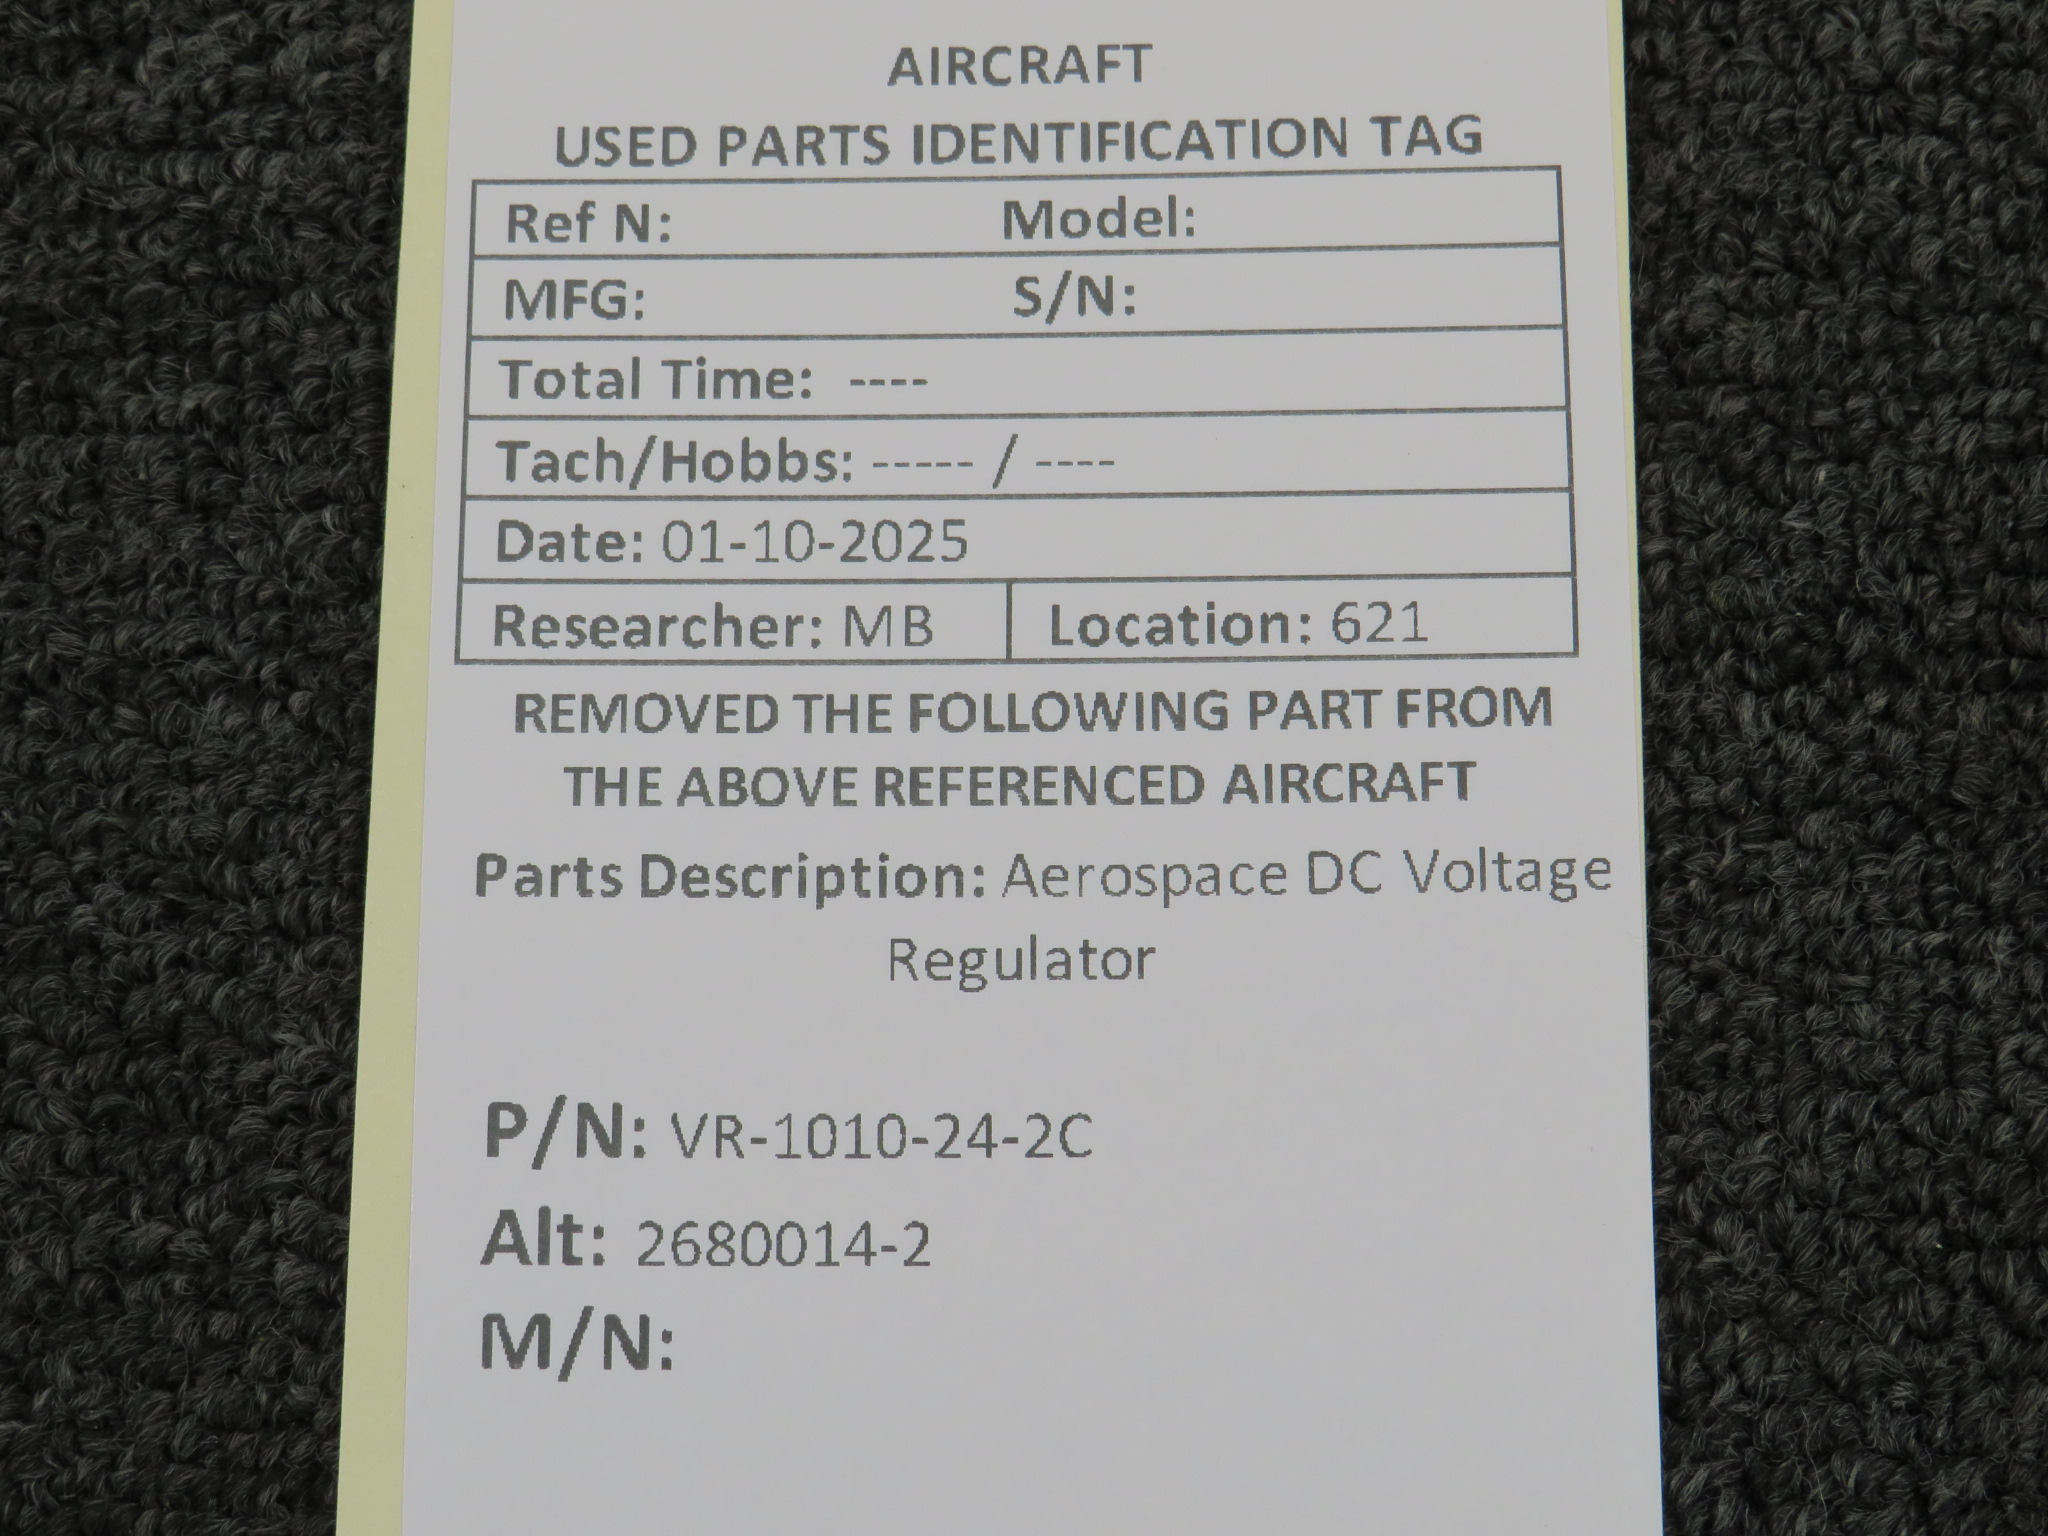 AIRCRAFT
USED PARTS IDENTIFICATION TAG
Ref N: Model:
MFG: S/N:
Total Time: ----
Tach/Hobbs: ----- / ----
Date: 01-10-2025
Researcher: MB Location: 621
REMOVED THE FOLLOWING PART FROM
THE ABOVE REFERENCED AIRCRAFT
Parts Description: Aerospace DC Voltage
Regulator
P/N: VR-1010-24-2C
Alt: 2680014-2
M/N: